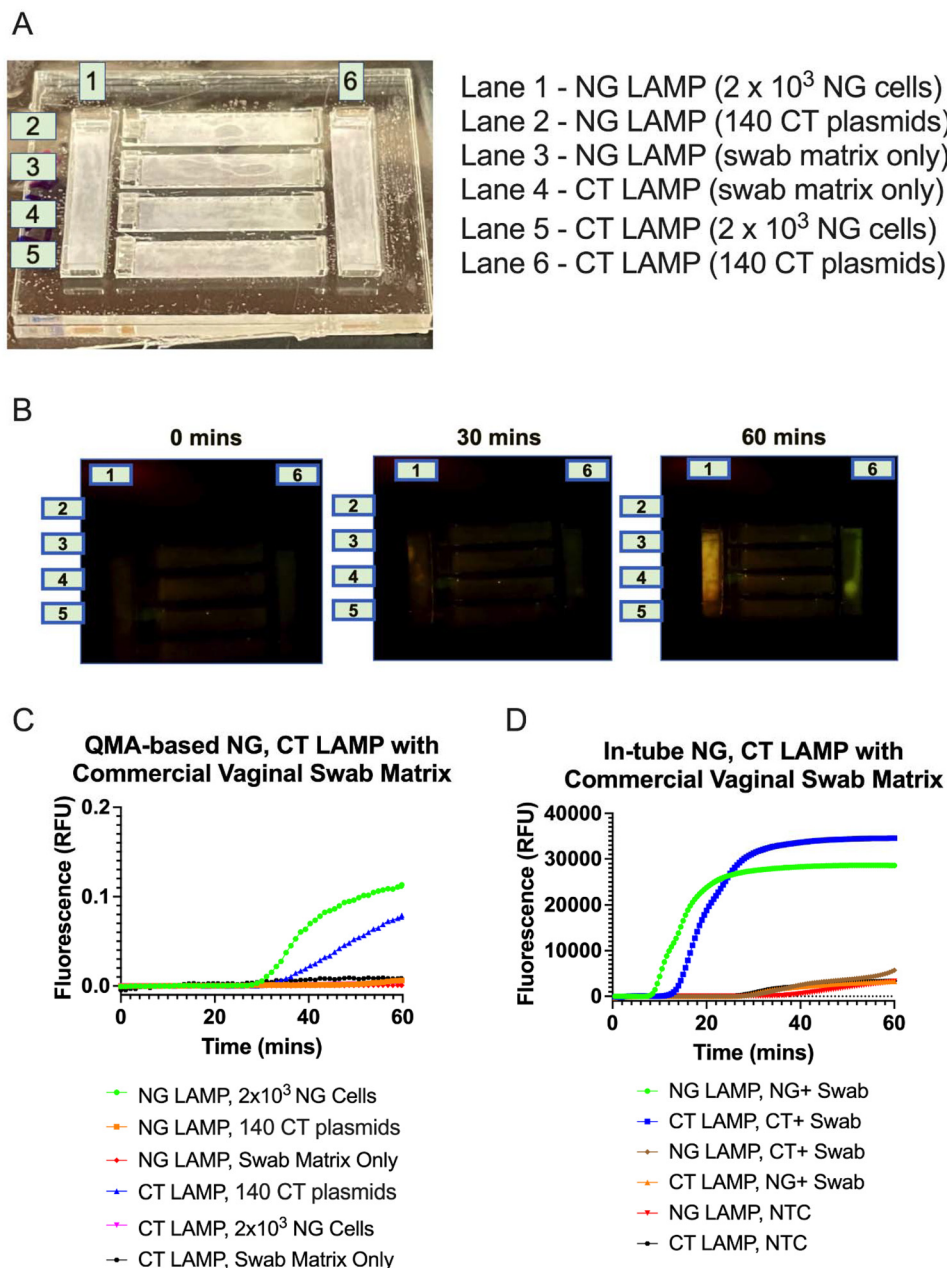 A
1
6
2
3
4
5
Lane 1 - NG LAMP (2 x 10³ NG cells)
Lane 2 - NG LAMP (140 CT plasmids)
Lane 3 - NG LAMP (swab matrix only)
Lane 4 - CT LAMP (swab matrix only)
Lane 5 - CT LAMP (2 x 10³ NG cells)
Lane 6 - CT LAMP (140 CT plasmids)
B
0 mins
30 mins
60 mins
1
6
2
3
4
5
1
6
2
3
4
5
1
6
2
3
4
5
C
QMA-based NG, CT LAMP with
Commercial Vaginal Swab Matrix
Fluorescence (RFU)
0.2
0.1
0.0
0
20
40
60
Time (mins)
NG LAMP, 2x10³ NG Cells
NG LAMP, 140 CT plasmids
NG LAMP, Swab Matrix Only
CT LAMP, 140 CT plasmids
CT LAMP, 2x10³ NG Cells
CT LAMP, Swab Matrix Only
D
In-tube NG, CT LAMP with
Commercial Vaginal Swab Matrix
Fluorescence (RFU)
40000
30000
20000
10000
0
0
20
40
60
Time (mins)
NG LAMP, NG+ Swab
CT LAMP, CT+ Swab
NG LAMP, CT+ Swab
CT LAMP, NG+ Swab
NG LAMP, NTC
CT LAMP, NTC